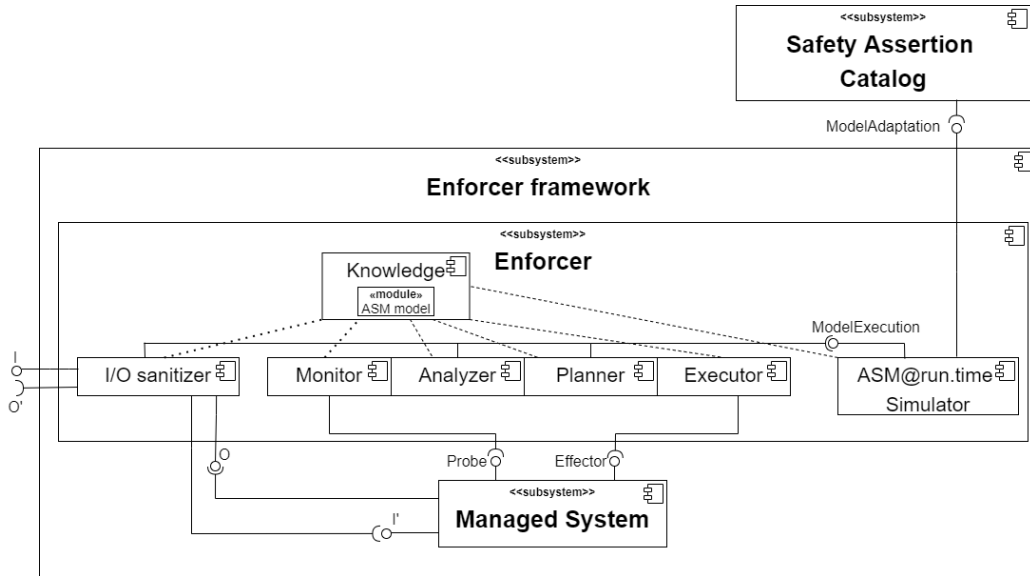 <<subsystem>>
Safety Assertion
Catalog
ModelAdaptation
<<subsystem>>
Enforcer framework
<<subsystem>>
Enforcer
Knowledge
«module»
ASM model
ModelExecution
I
O'
I/O sanitizer
Monitor
Analyzer
Planner
Executor
ASM@run.time
Simulator
O
Probe
Effector
<<subsystem>>
Managed System
I'